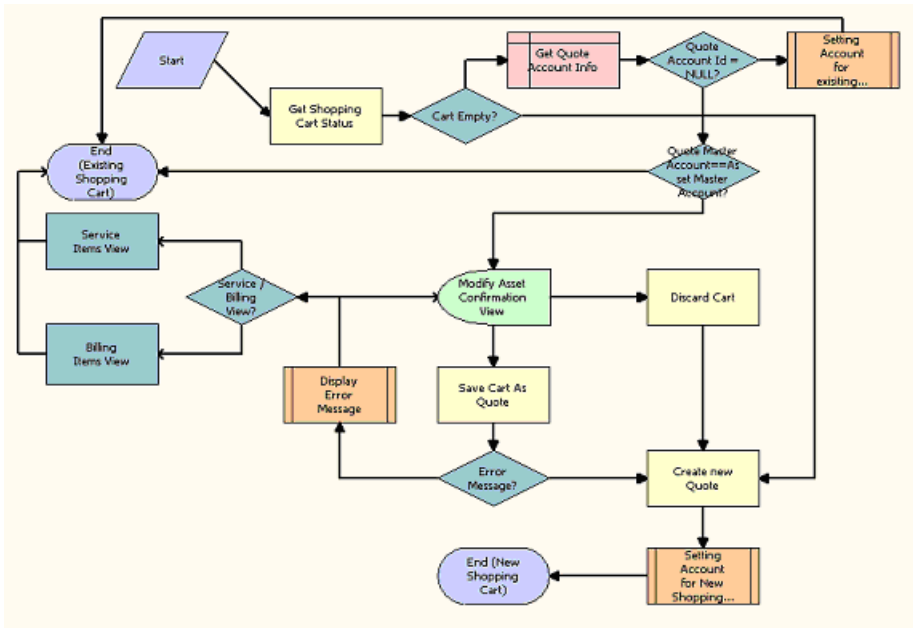 Start
Get Shopping
Cart Status
Cart Empty?
Get Quote
Account Info
Quote
Account Id =
NULL?
Setting
Account
for
exisiting...
End
(Existing
Shopping
Cart)
Quote Master
Account==As
set Master
Account?
Service
Items View
Service /
Billing
View?
Modify Asset
Confirmation
View
Discard Cart
Billing
Items View
Display
Error
Message
Save Cart As
Quote
Error
Message?
Create new
Quote
End (New
Shopping
Cart)
Setting
Account
for New
Shopping...